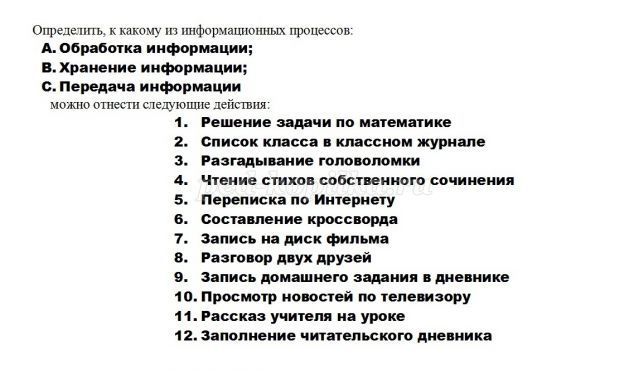 Определить, к какому из информационных процессов:
A. Обработка информации;
B. Хранение информации;
C. Передача информации
можно отнести следующие действия:
1. Решение задачи по математике
2. Список класса в классном журнале
3. Разгадывание головоломки
4. Чтение стихов собственного сочинения
5. Переписка по Интернету
6. Составление кроссворда
7. Запись на диск фильма
8. Разговор двух друзей
9. Запись домашнего задания в дневнике
10. Просмотр новостей по телевизору
11. Рассказ учителя на уроке
12. Заполнение читательского дневника